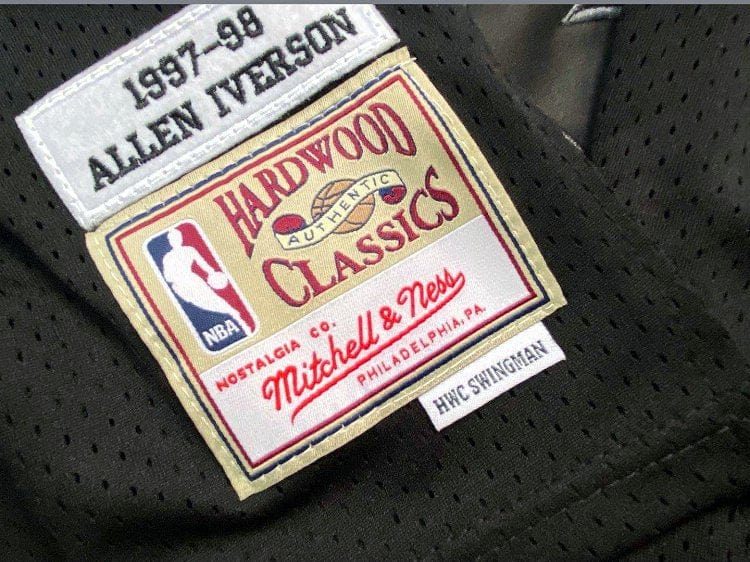 1997-98
ALLEN IVERSON
HARDWOOD
AUTHENTIC
CLASSICS
NBA
NOSTALGIA CO.
Mitchell & Ness
PHILADELPHIA, PA.
HWC SWINGMAN